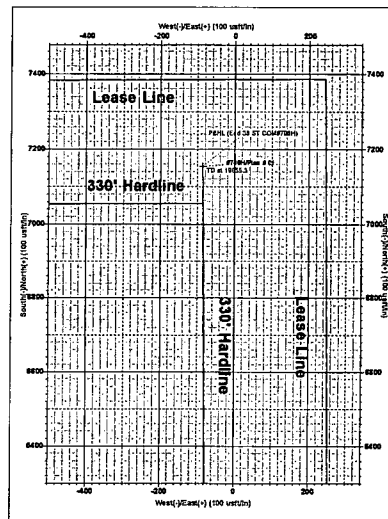 West(-)/East(+) (100 usft/in)
-400 -200 0 200
7400 7400
Lease Line
7200 7200
330' Hardline
7000 7000
South(-)/North(+) (100 usft/in)
South(-)/North(+) (100 usft/in)
6800 6800
330' Hardline
Lease Line
6600 6600
6400 6400
-400 -200 0 200
West(-)/East(+) (100 usft/in)